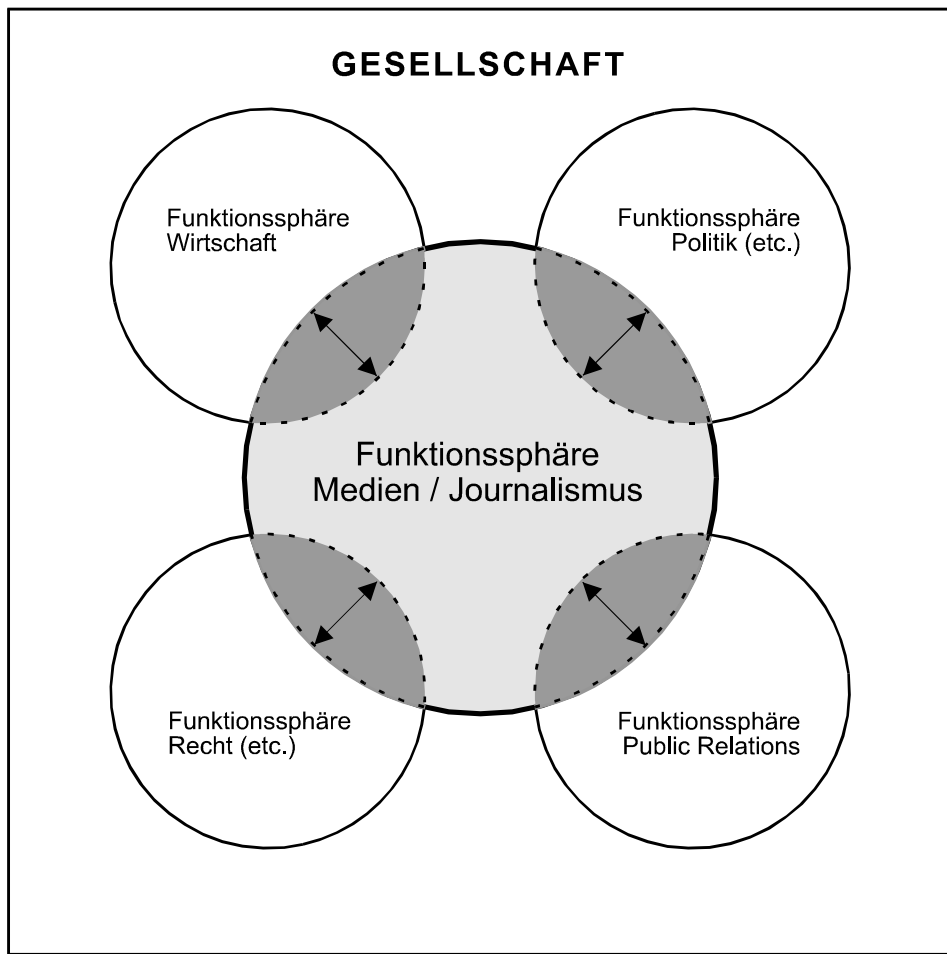 GESELLSCHAFT
Funktionssphäre
Wirtschaft
Funktionssphäre
Politik (etc.)
Funktionssphäre
Medien / Journalismus
Funktionssphäre
Recht (etc.)
Funktionssphäre
Public Relations